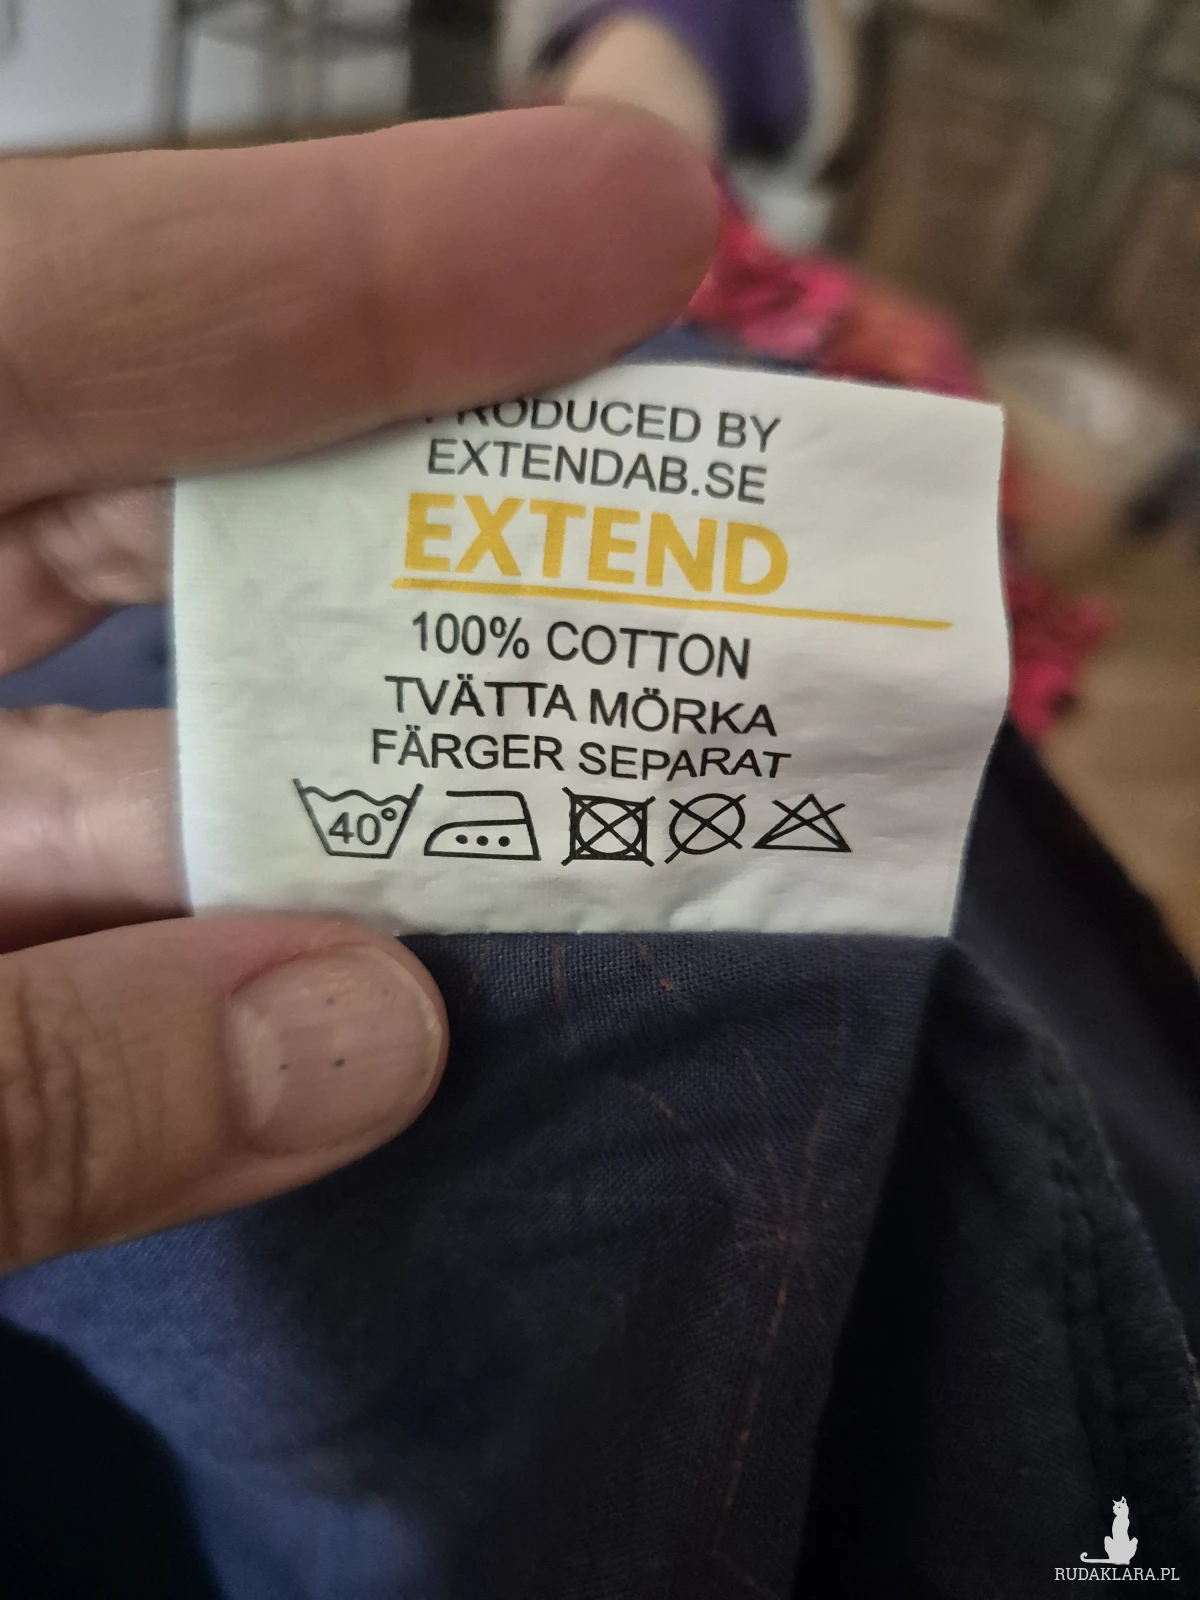 PRODUCED BY
EXTENDAB.SE
EXTEND
100% COTTON
TVÄTTA MÖRKA
FÄRGER SEPARAT
40°
RUDAKLARA.PL